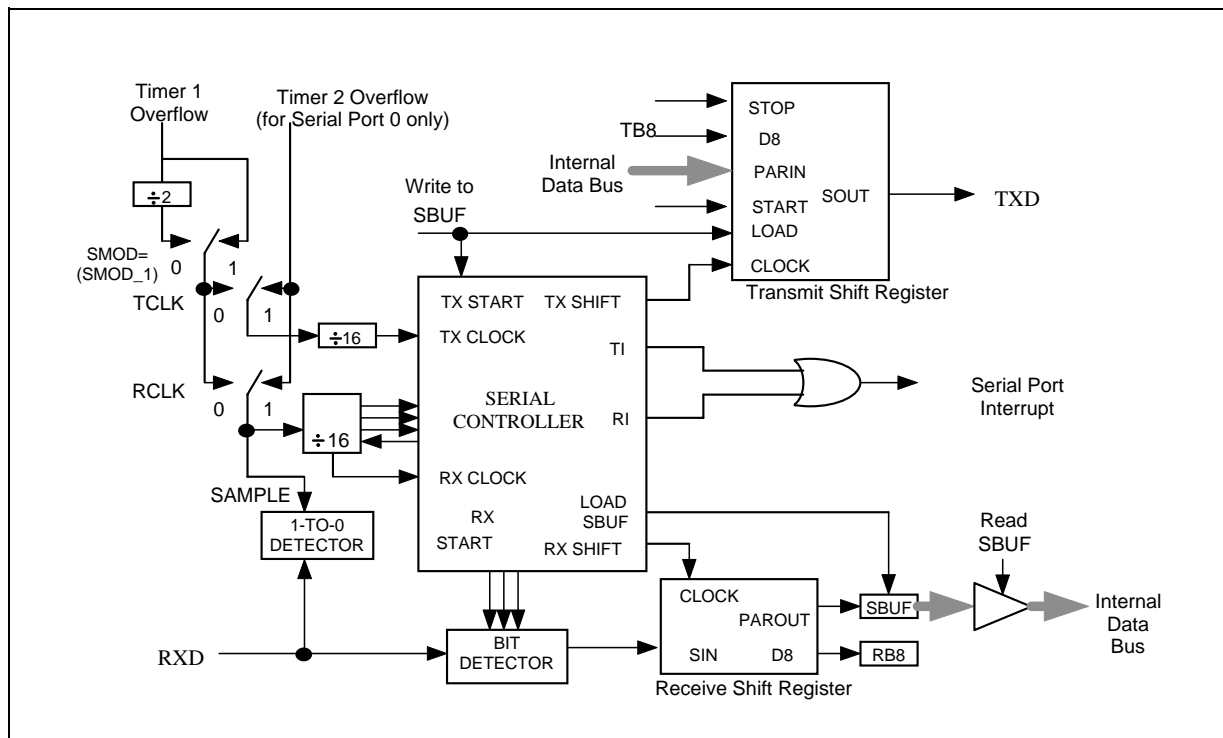 Timer 1
Overflow
Timer 2 Overflow
(for Serial Port 0 only)
÷2
SMOD=
(SMOD_1)
0
1
TCLK
0
1
÷16
RCLK
0
1
÷16
SAMPLE
1-TO-0
DETECTOR
RXD
Write to
SBUF
TX START
TX SHIFT
TX CLOCK
TI
SERIAL
CONTROLLER
RI
RX CLOCK
LOAD
SBUF
RX
START
RX SHIFT
BIT
DETECTOR
TB8
Internal
Data Bus
STOP
D8
PARIN
SOUT
START
LOAD
CLOCK
Transmit Shift Register
TXD
Serial Port
Interrupt
CLOCK
PAROUT
SIN
D8
Receive Shift Register
SBUF
RB8
Read
SBUF
Internal
Data
Bus